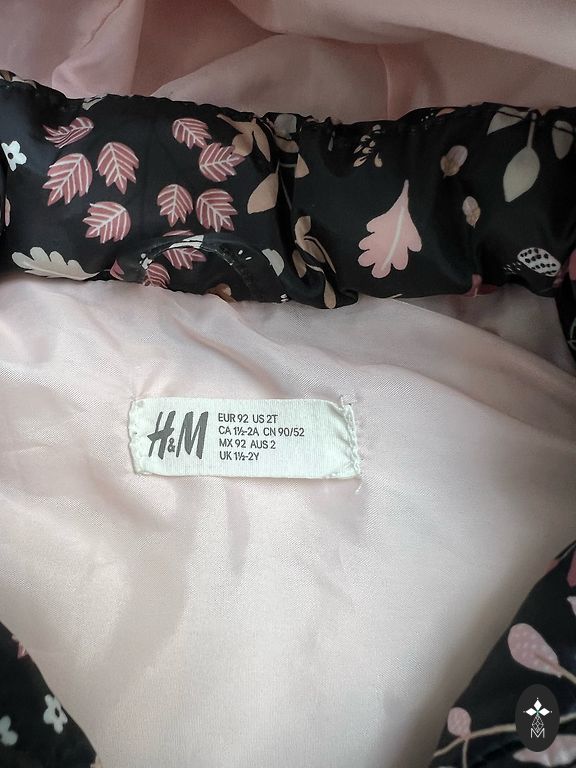 H&M
EUR 92 US 2T
CA 1½-2A CN 90/52
MX 92 AUS 2
UK 1½-2Y
M